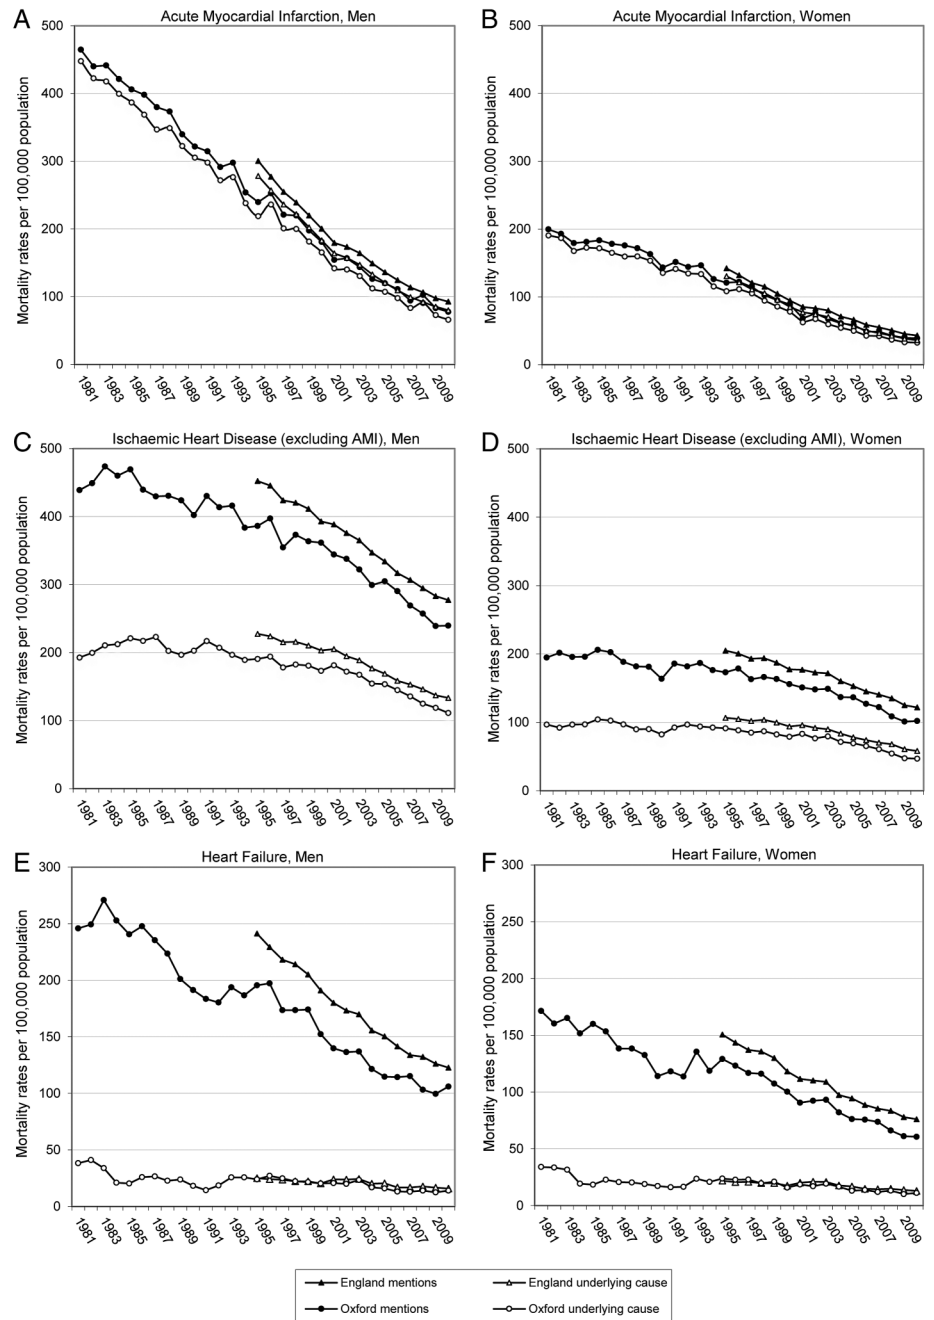 A Acute Myocardial Infarction, Men
Mortality rates per 100,000 population
500
400
300
200
100
0
1981 1983 1985 1987 1989 1991 1993 1995 1997 1999 2001 2003 2005 2007 2009
B Acute Myocardial Infarction, Women
Mortality rates per 100,000 population
500
400
300
200
100
0
1981 1983 1985 1987 1989 1991 1993 1995 1997 1999 2001 2003 2005 2007 2009
C Ischaemic Heart Disease (excluding AMI), Men
Mortality rates per 100,000 population
500
400
300
200
100
0
1981 1983 1985 1987 1989 1991 1993 1995 1997 1999 2001 2003 2005 2007 2009
D Ischaemic Heart Disease (excluding AMI), Women
Mortality rates per 100,000 population
500
400
300
200
100
0
1981 1983 1985 1987 1989 1991 1993 1995 1997 1999 2001 2003 2005 2007 2009
E Heart Failure, Men
Mortality rates per 100,000 population
300
250
200
150
100
50
0
1981 1983 1985 1987 1989 1991 1993 1995 1997 1999 2001 2003 2005 2007 2009
F Heart Failure, Women
Mortality rates per 100,000 population
300
250
200
150
100
50
0
1981 1983 1985 1987 1989 1991 1993 1995 1997 1999 2001 2003 2005 2007 2009
England mentions England underlying cause
Oxford mentions Oxford underlying cause